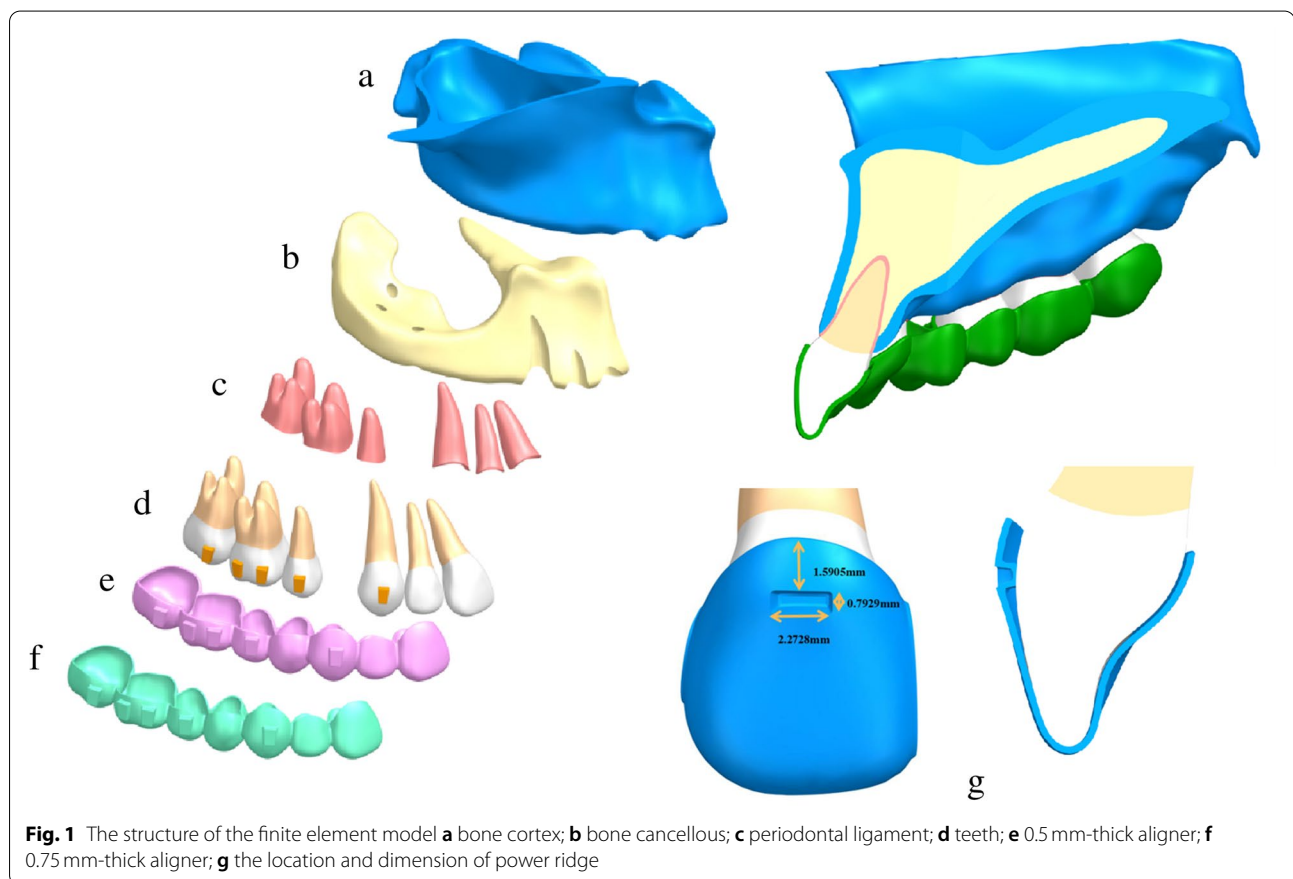 a
b
c
d
e
f
1.5905mm
0.7929mm
2.2728mm
g
Fig. 1 The structure of the finite element model a bone cortex; b bone cancellous; c periodontal ligament; d teeth; e 0.5 mm-thick aligner; f
0.75 mm-thick aligner; g the location and dimension of power ridge